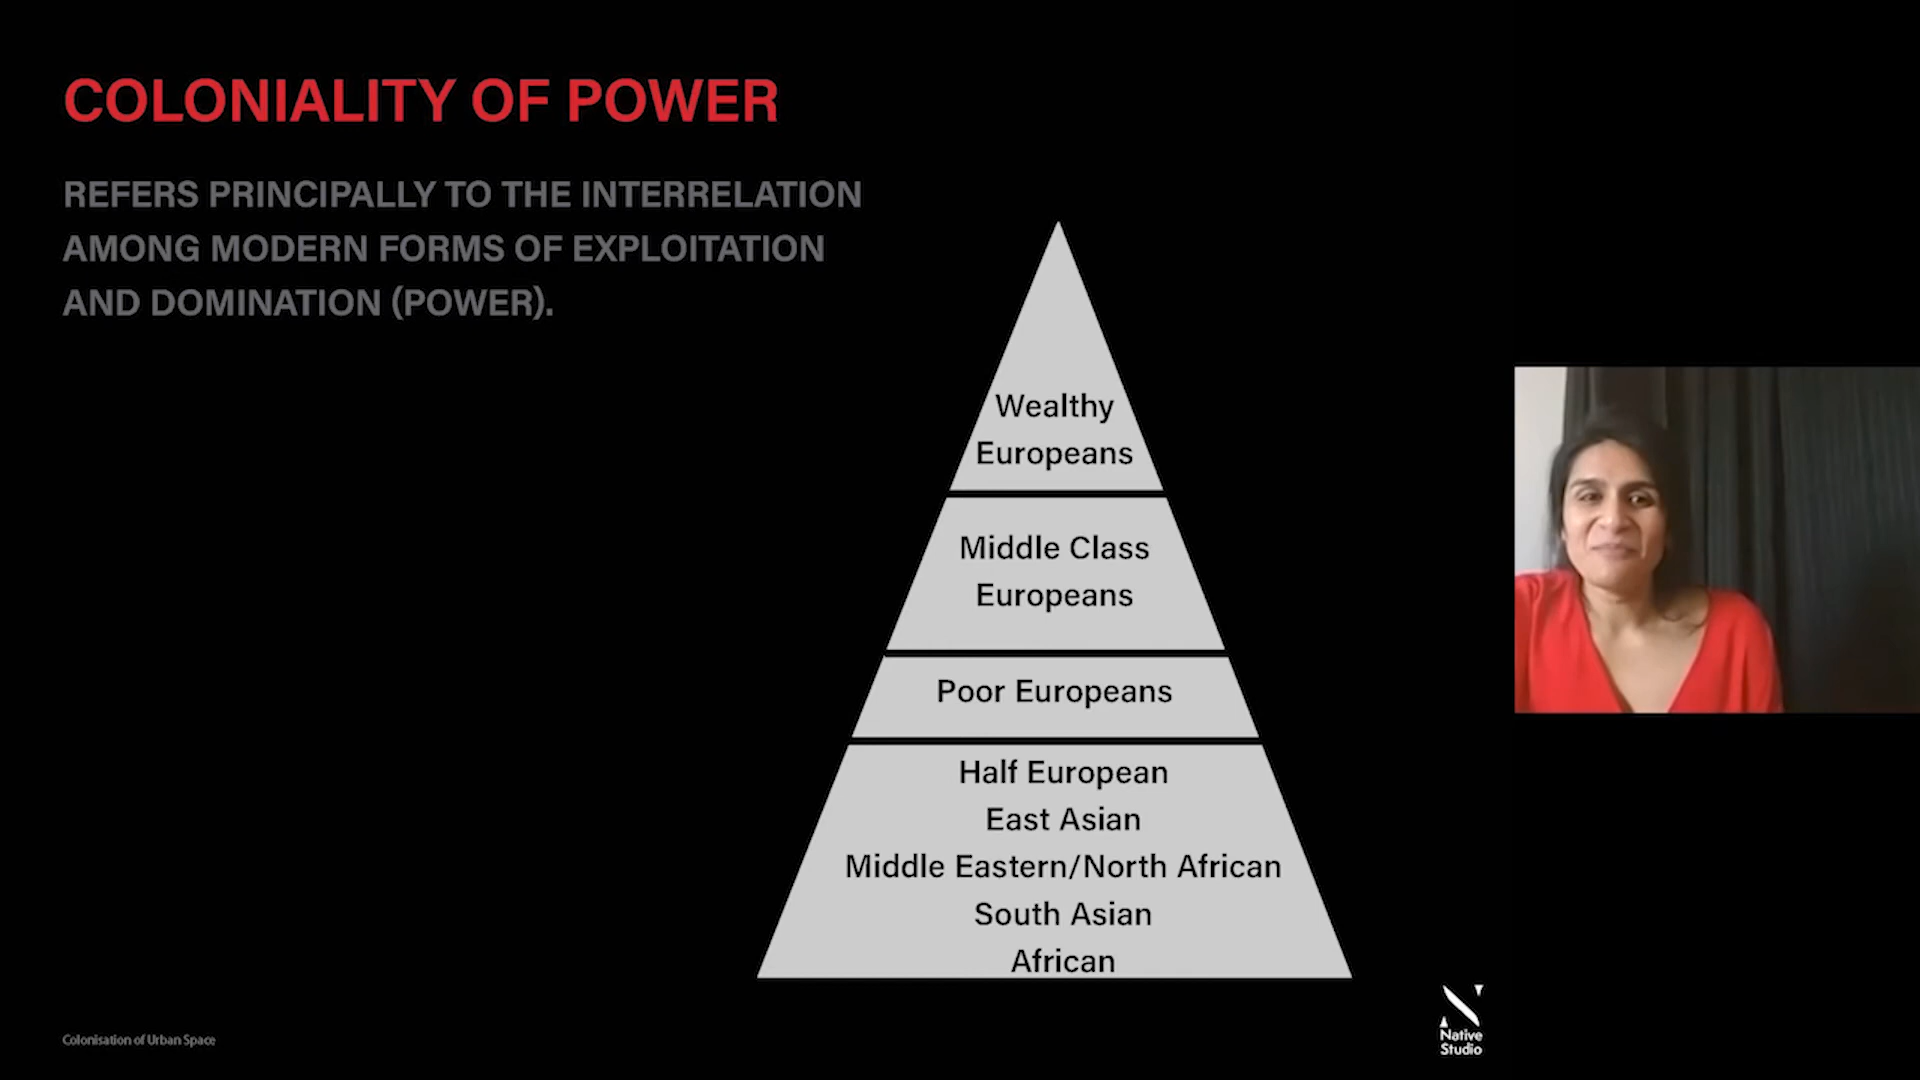 COLONIALITY OF POWER
REFERS PRINCIPALLY TO THE INTERRELATION
AMONG MODERN FORMS OF EXPLOITATION
AND DOMINATION (POWER).
Wealthy
Europeans
Middle Class
Europeans
Poor Europeans
Half European
East Asian
Middle Eastern/North African
South Asian
African
Colonisation of Urban Space
Native
Studio